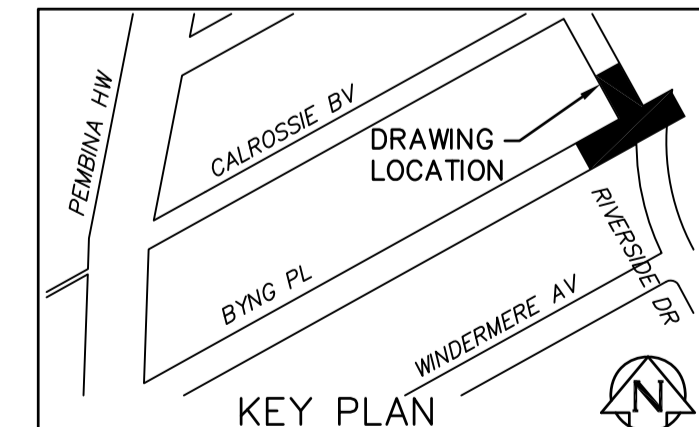 PEMBINA HW
CALROSSIE BV
DRAWING
LOCATION
BYNG PL
RIVERSIDE DR
WINDERMERE AV
KEY PLAN
N